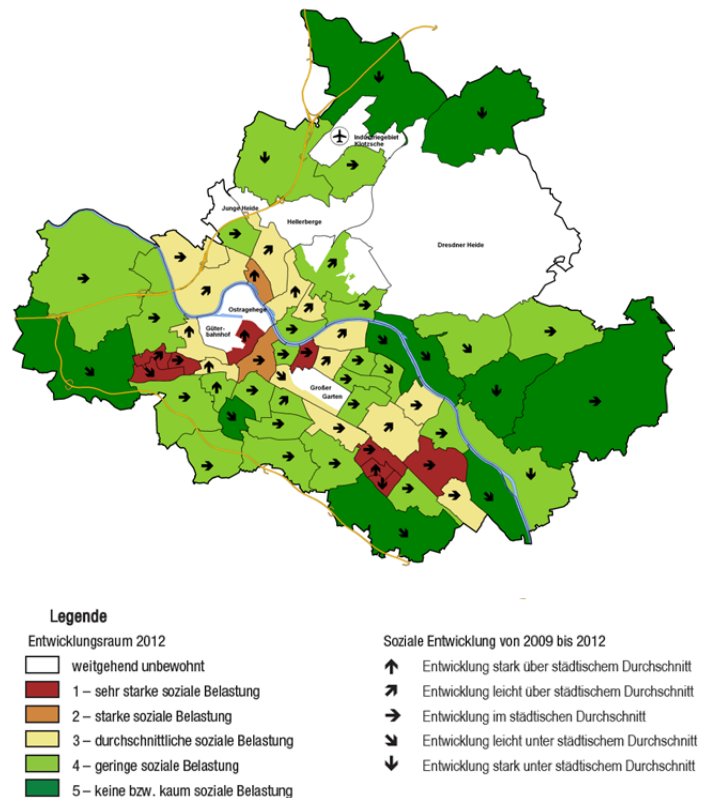 Industriegebiet
Klotzsche
Junge Heide
Hellerberge
Dresdner Heide
Ostragehege
Güter-
bahnhof
Großer
Garten
Legende
Entwicklungsraum 2012
weitgehend unbewohnt
1 – sehr starke soziale Belastung
2 – starke soziale Belastung
3 – durchschnittliche soziale Belastung
4 – geringe soziale Belastung
5 – keine bzw. kaum soziale Belastung
Soziale Entwicklung von 2009 bis 2012
Entwicklung stark über städtischem Durchschnitt
Entwicklung leicht über städtischem Durchschnitt
Entwicklung im städtischen Durchschnitt
Entwicklung leicht unter städtischem Durchschnitt
Entwicklung stark unter städtischem Durchschnitt